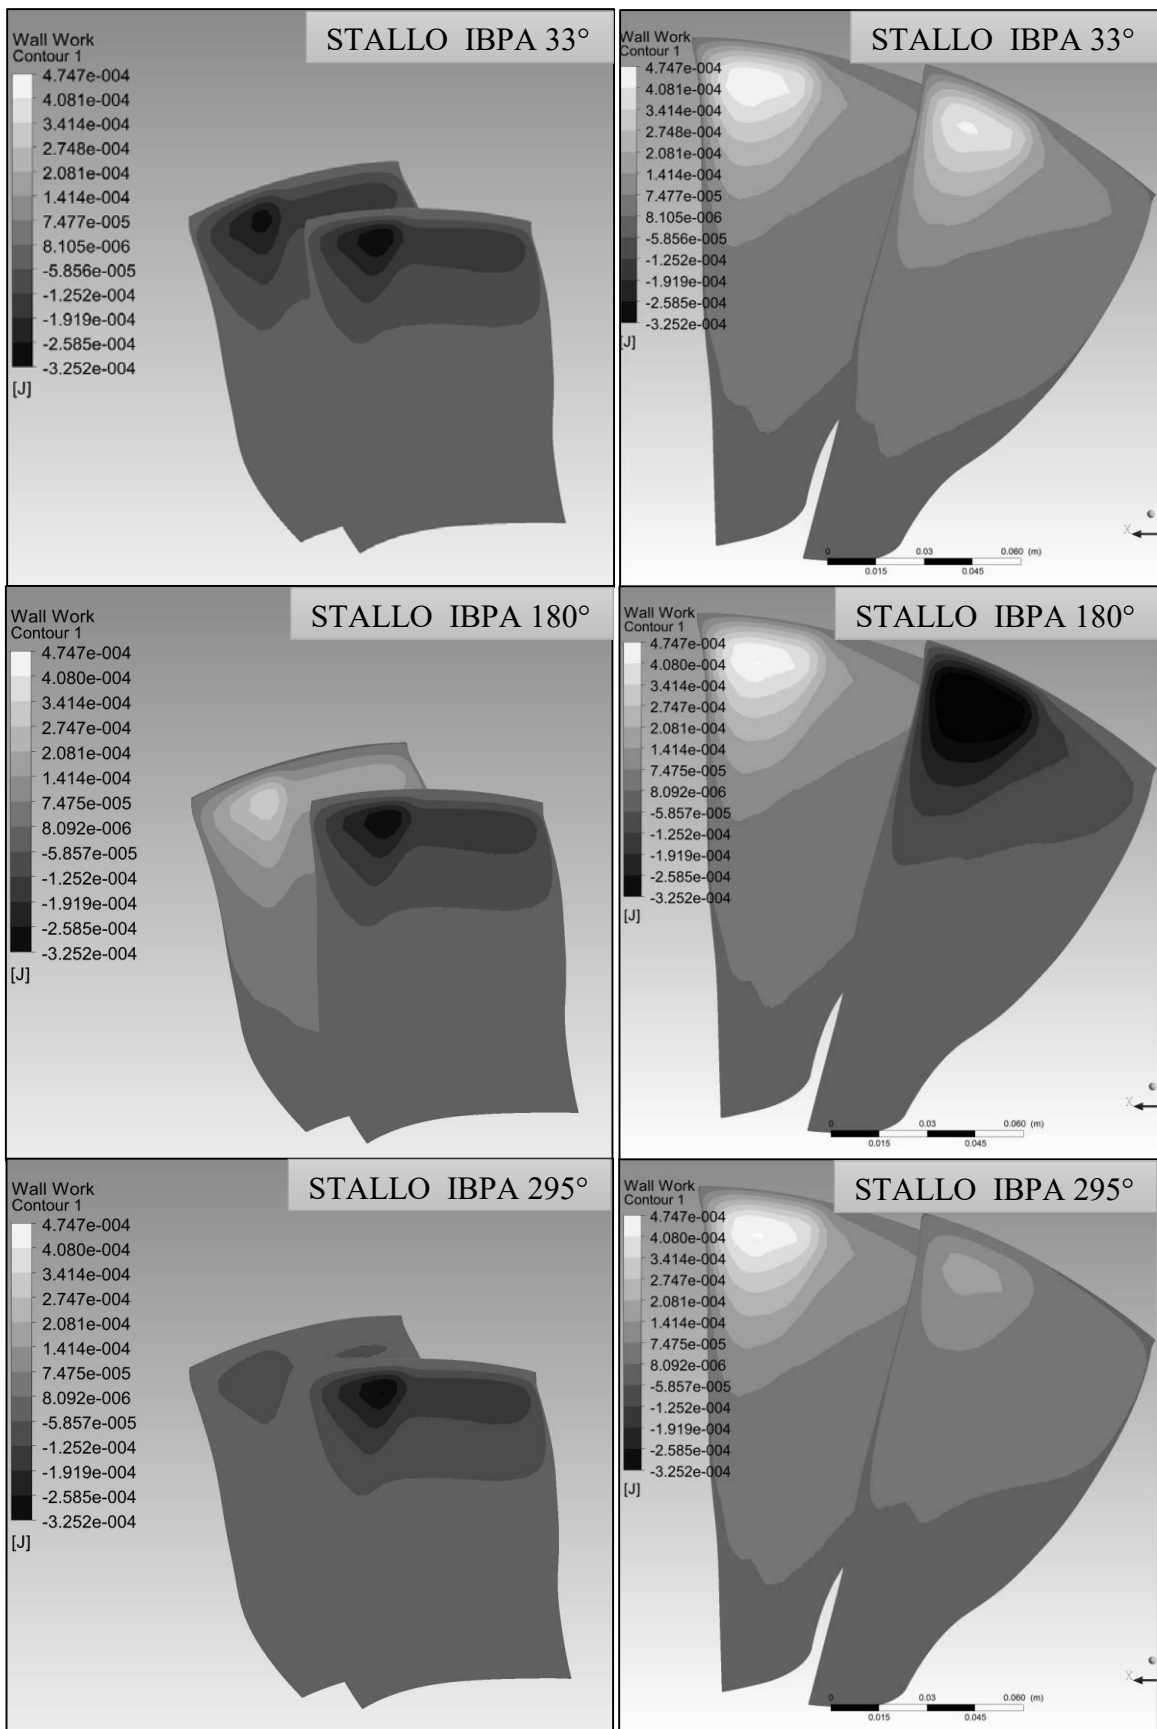 STALLO IBPA 33°
Wall Work
Contour 1
4.747e-004
4.081e-004
3.414e-004
2.748e-004
2.081e-004
1.414e-004
7.477e-005
8.105e-006
-5.856e-005
-1.252e-004
-1.919e-004
-2.585e-004
-3.252e-004
[J]
STALLO IBPA 33°
Wall Work
Contour 1
4.747e-004
4.081e-004
3.414e-004
2.748e-004
2.081e-004
1.414e-004
7.477e-005
8.105e-006
-5.856e-005
-1.252e-004
-1.919e-004
-2.585e-004
-3.252e-004
[J]
X
0 0.03 0.060 (m)
0.015 0.045
STALLO IBPA 180°
Wall Work
Contour 1
4.747e-004
4.080e-004
3.414e-004
2.747e-004
2.081e-004
1.414e-004
7.475e-005
8.092e-006
-5.857e-005
-1.252e-004
-1.919e-004
-2.585e-004
-3.252e-004
[J]
STALLO IBPA 180°
Wall Work
Contour 1
4.747e-004
4.080e-004
3.414e-004
2.747e-004
2.081e-004
1.414e-004
7.475e-005
8.092e-006
-5.857e-005
-1.252e-004
-1.919e-004
-2.585e-004
-3.252e-004
[J]
X
0 0.03 0.060 (m)
0.015 0.045
STALLO IBPA 295°
Wall Work
Contour 1
4.747e-004
4.080e-004
3.414e-004
2.747e-004
2.081e-004
1.414e-004
7.475e-005
8.092e-006
-5.857e-005
-1.252e-004
-1.919e-004
-2.585e-004
-3.252e-004
[J]
STALLO IBPA 295°
Wall Work
Contour 1
4.747e-004
4.080e-004
3.414e-004
2.747e-004
2.081e-004
1.414e-004
7.475e-005
8.092e-006
-5.857e-005
-1.252e-004
-1.919e-004
-2.585e-004
-3.252e-004
[J]
X
0 0.03 0.060 (m)
0.015 0.045